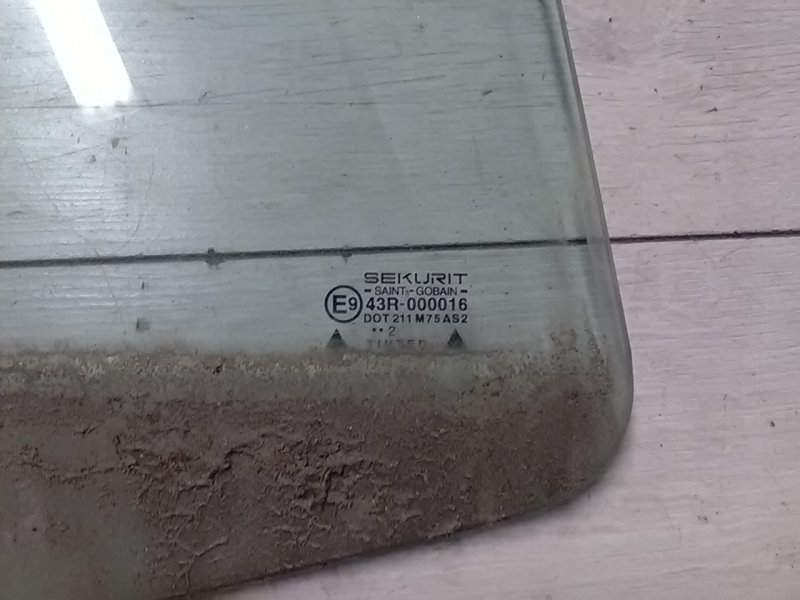 SEKURIT
- SAINT - GOBAIN -
E9 43R-000016
DOT 211 M75 AS2
•• 2
TINTED